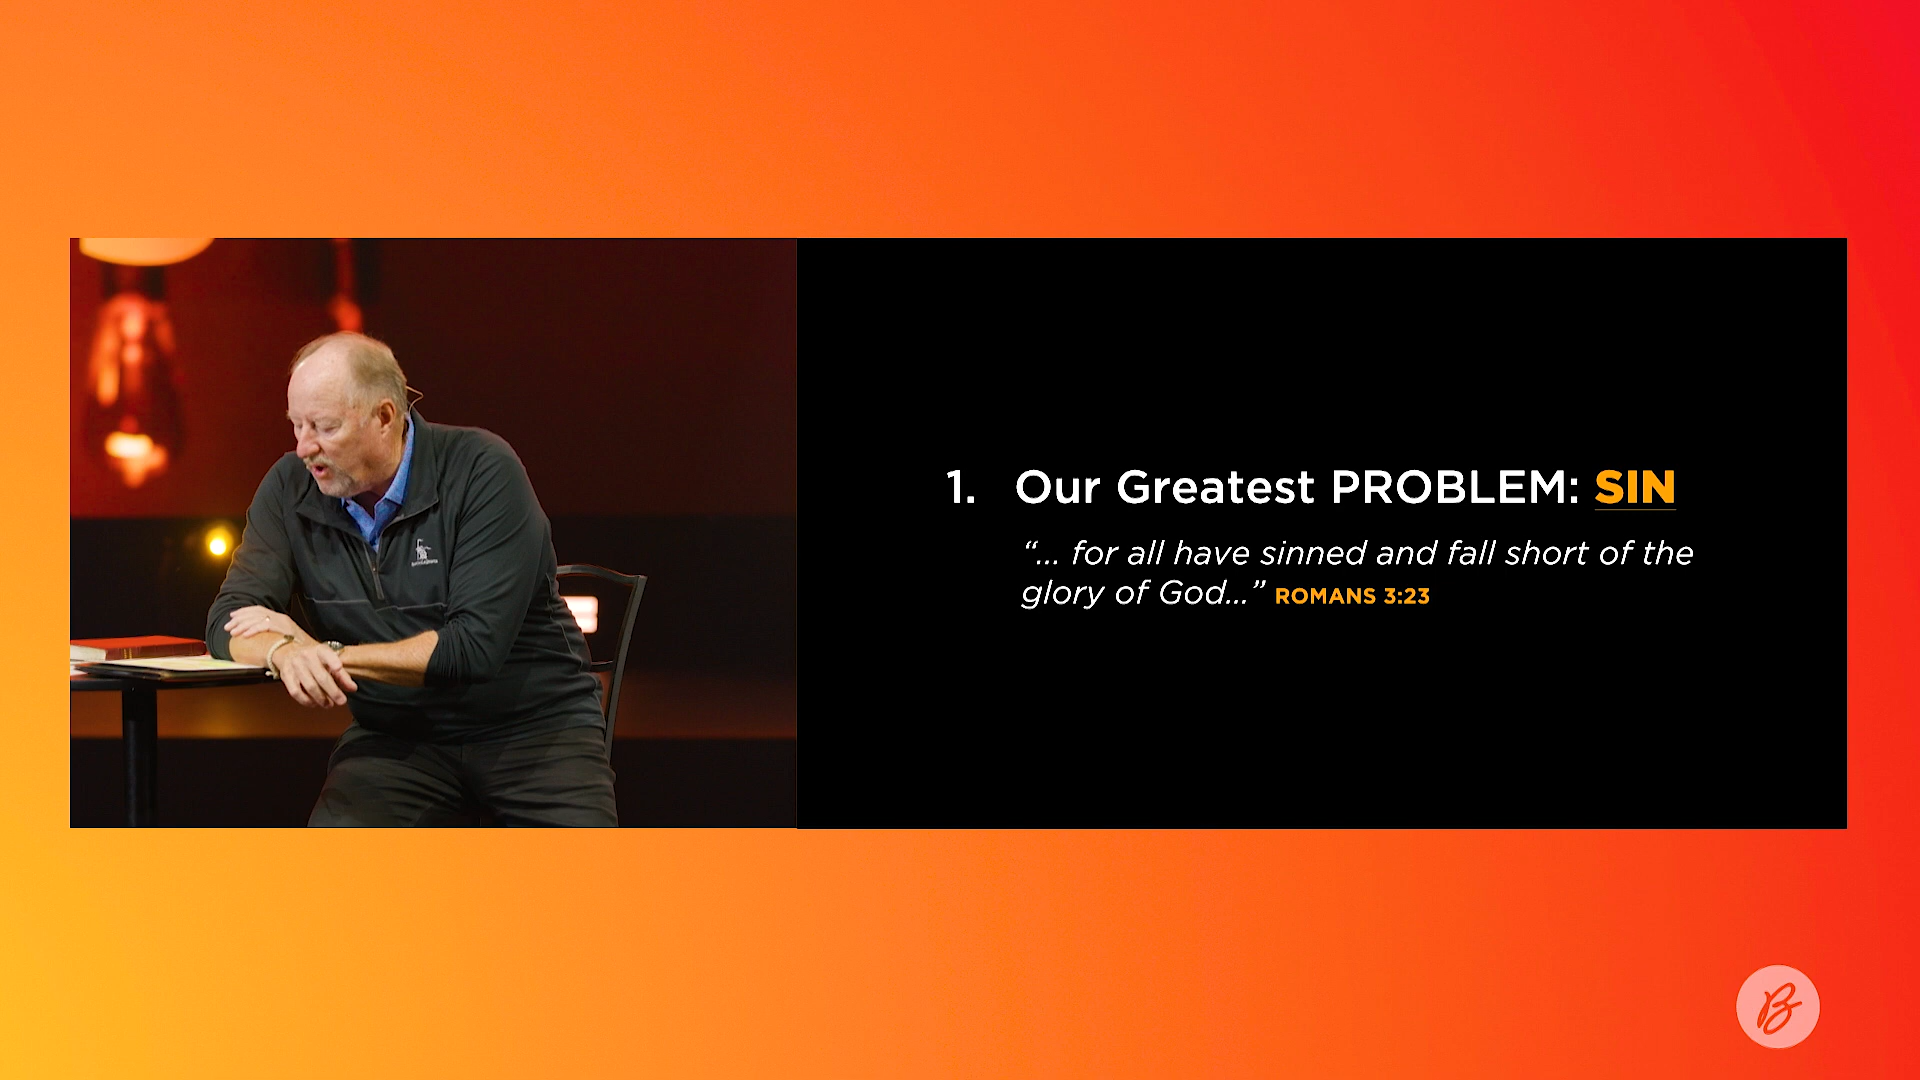 1. Our Greatest PROBLEM: SIN
“... for all have sinned and fall short of the
glory of God...” ROMANS 3:23
B